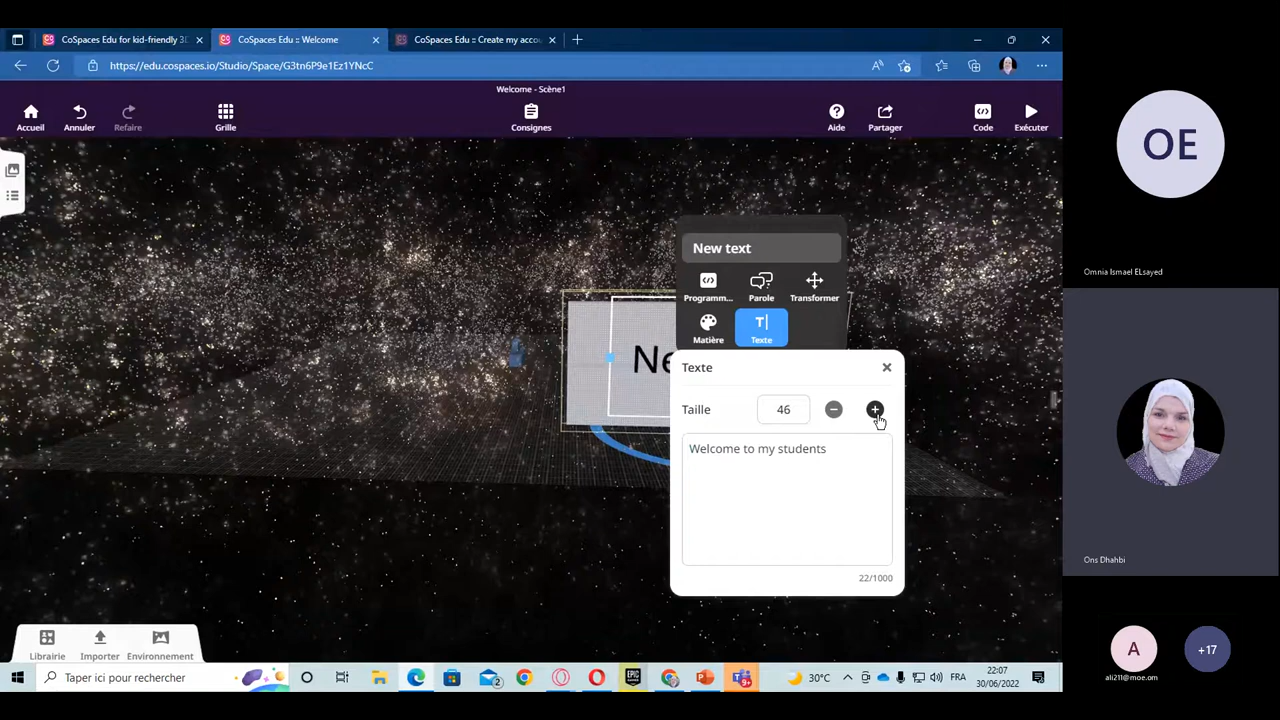 CoSpaces Edu for kid-friendly 3D
CoSpaces Edu :: Welcome
CoSpaces Edu :: Create my accou
https://edu.cospaces.io/Studio/Space/G3tn6P9e1Ez1YNcC
Welcome - Scène1
Accueil
Annuler
Refaire
Grille
Consignes
Aide
Partager
Code
Exécuter
OE
Omnia Ismael ELsayed
New text
Programm...
Parole
Transformer
Matière
Texte
Ne
Texte
Taille
46
Welcome to my students
22/1000
Ons Dhahbi
Librairie
Importer
Environnement
A
+17
ali211@moe.om
Taper ici pour rechercher
2
EPIC
9+
30°C
FRA
22:07
30/06/2022